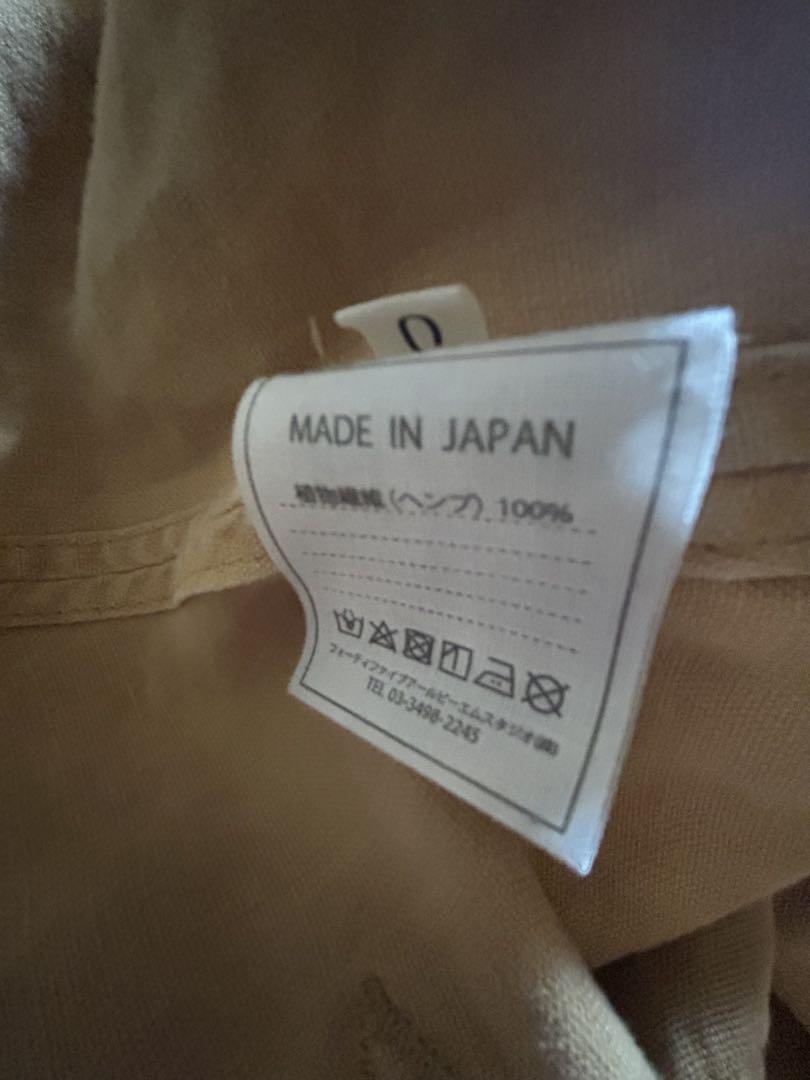 0
MADE IN JAPAN
植物繊維(ヘンプ) 100%
フォーティファイブアールピーエムスタジオ(株)
TEL 03-3498-2245